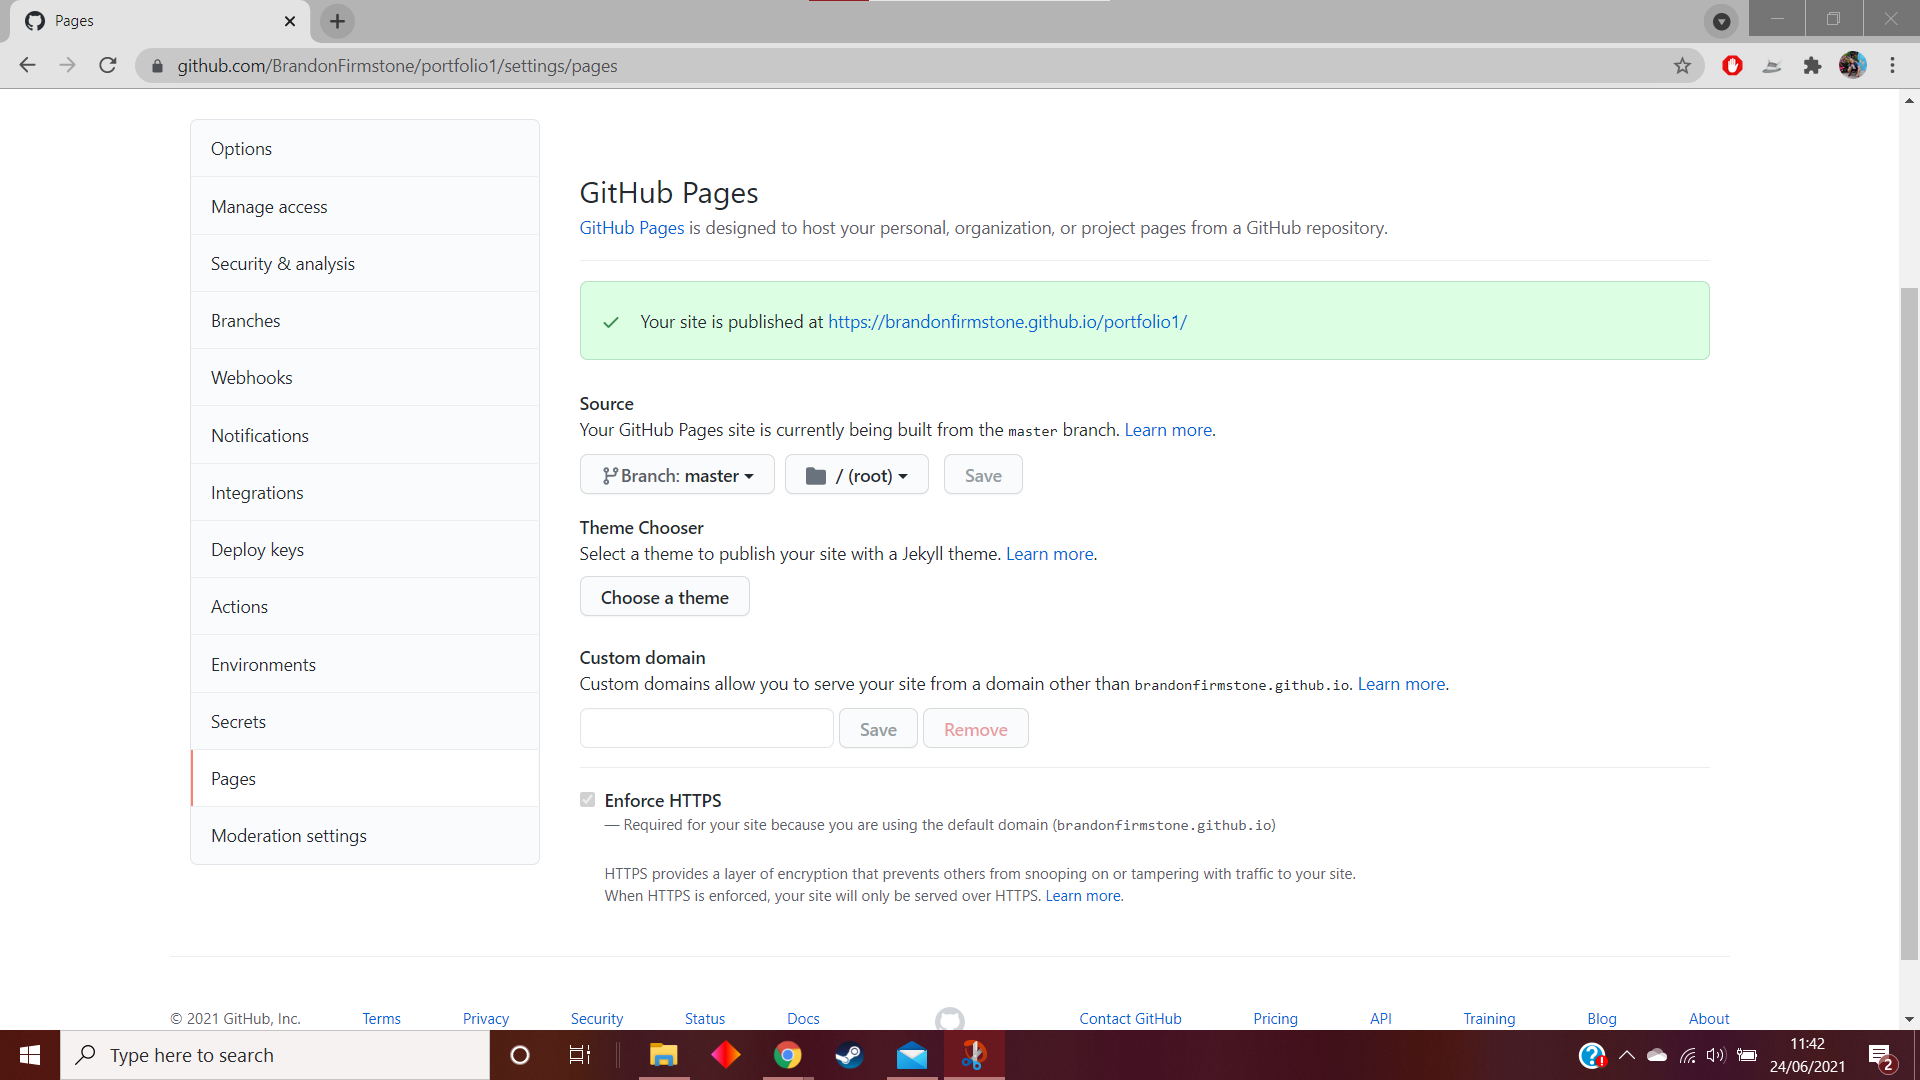 Pages
github.com/BrandonFirmstone/portfolio1/settings/pages
Options
Manage access
Security & analysis
Branches
Webhooks
Notifications
Integrations
Deploy keys
Actions
Environments
Secrets
Pages
Moderation settings
GitHub Pages
GitHub Pages is designed to host your personal, organization, or project pages from a GitHub repository.
Your site is published at https://brandonfirmstone.github.io/portfolio1/
Source
Your GitHub Pages site is currently being built from the master branch. Learn more.
Branch: master
/ (root)
Save
Theme Chooser
Select a theme to publish your site with a Jekyll theme. Learn more.
Choose a theme
Custom domain
Custom domains allow you to serve your site from a domain other than brandonfirmstone.github.io. Learn more.
Save
Remove
Enforce HTTPS
— Required for your site because you are using the default domain (brandonfirmstone.github.io)
HTTPS provides a layer of encryption that prevents others from snooping on or tampering with traffic to your site.
When HTTPS is enforced, your site will only be served over HTTPS. Learn more.
© 2021 GitHub, Inc.
Terms
Privacy
Security
Status
Docs
Contact GitHub
Pricing
API
Training
Blog
About
Type here to search
11:42
24/06/2021
2